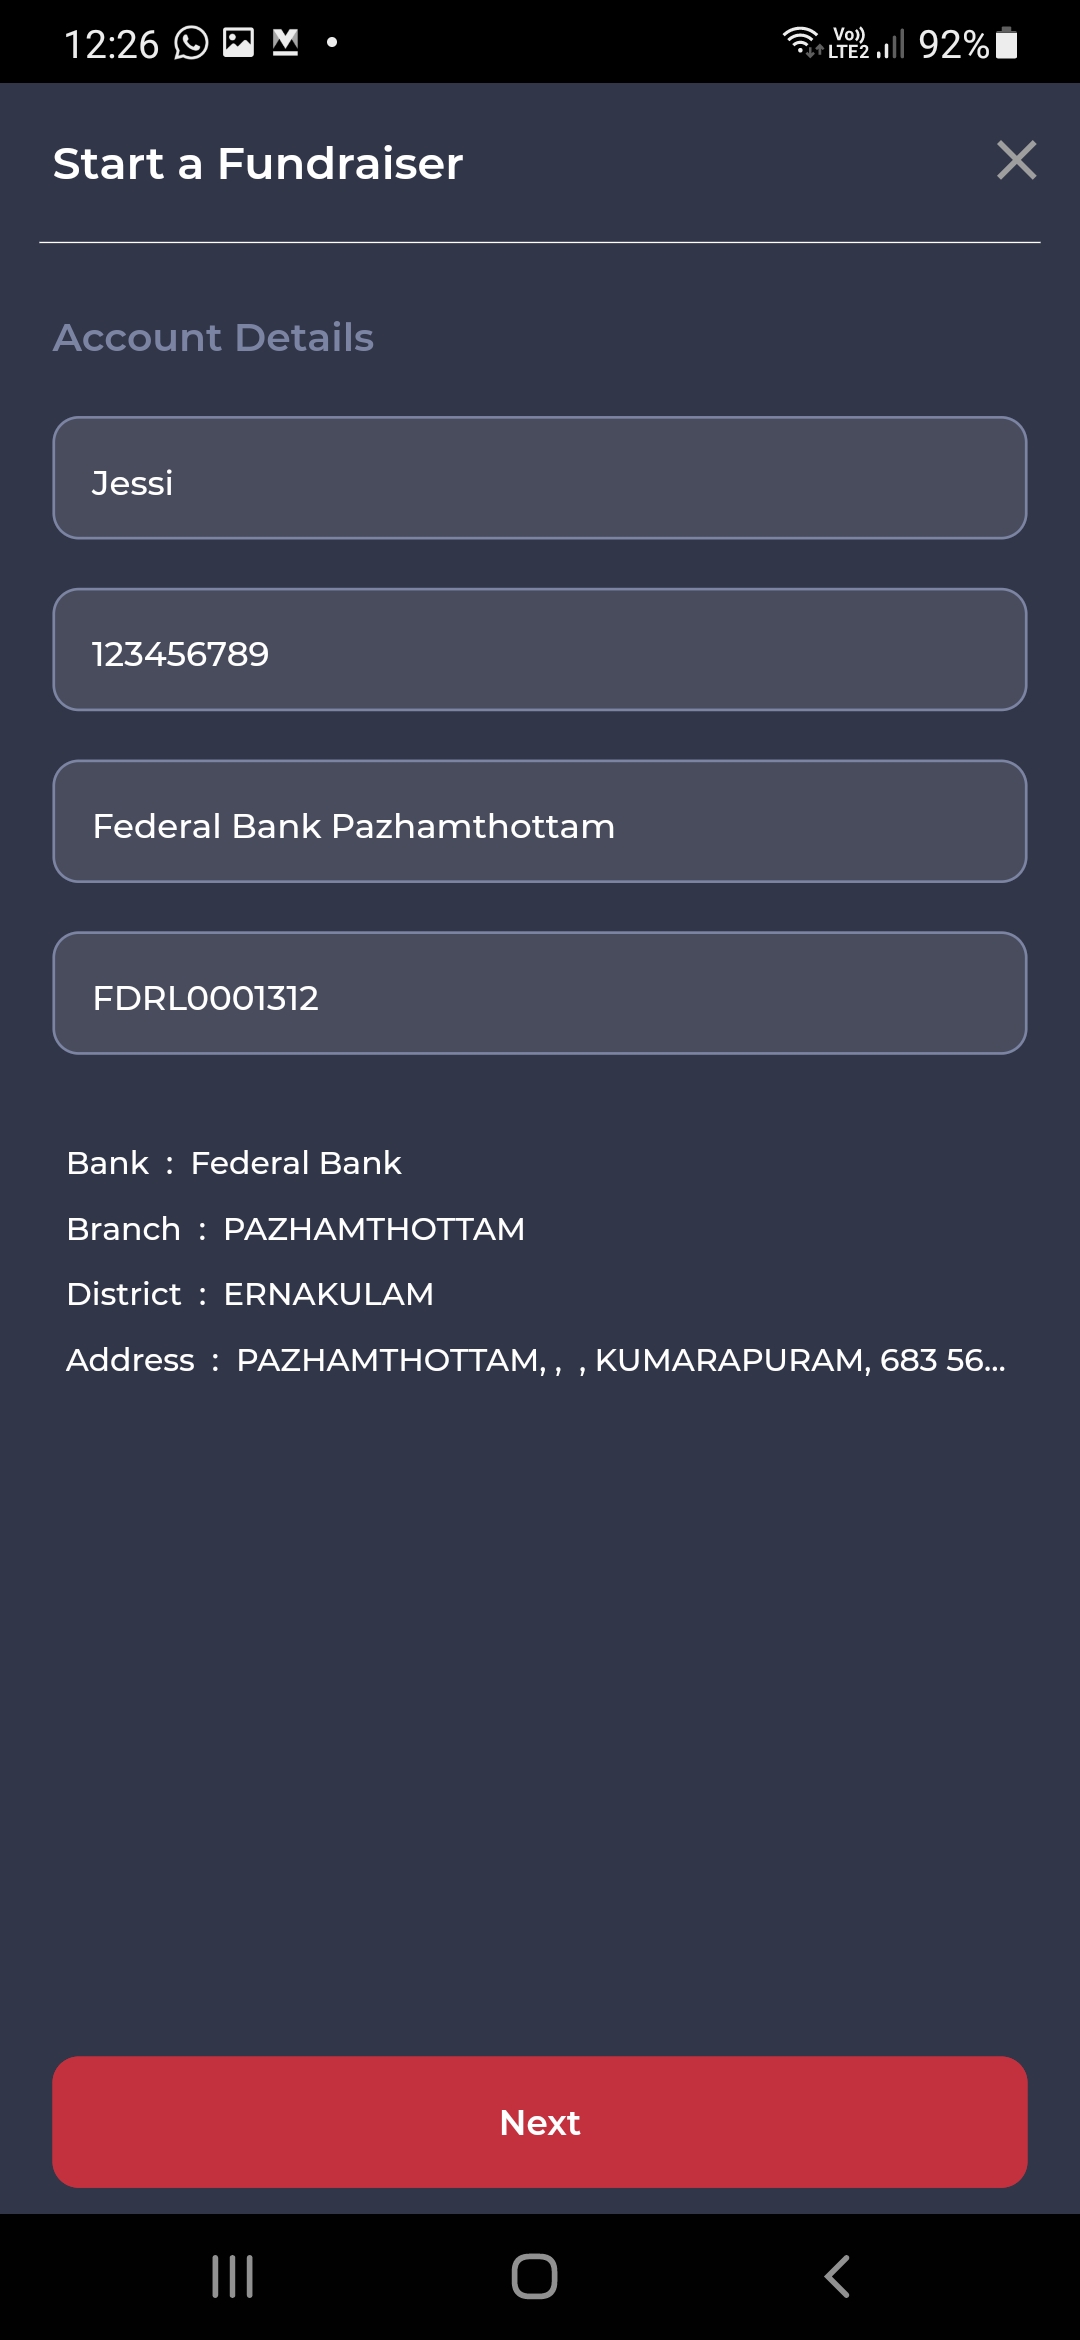 12:26 Vo)) LTE2 92%
Start a Fundraiser
Account Details
Jessi
123456789
Federal Bank Pazhamthottam
FDRL0001312
Bank : Federal Bank
Branch : PAZHAMTHOTTAM
District : ERNAKULAM
Address : PAZHAMTHOTTAM, , , KUMARAPURAM, 683 56...
Next